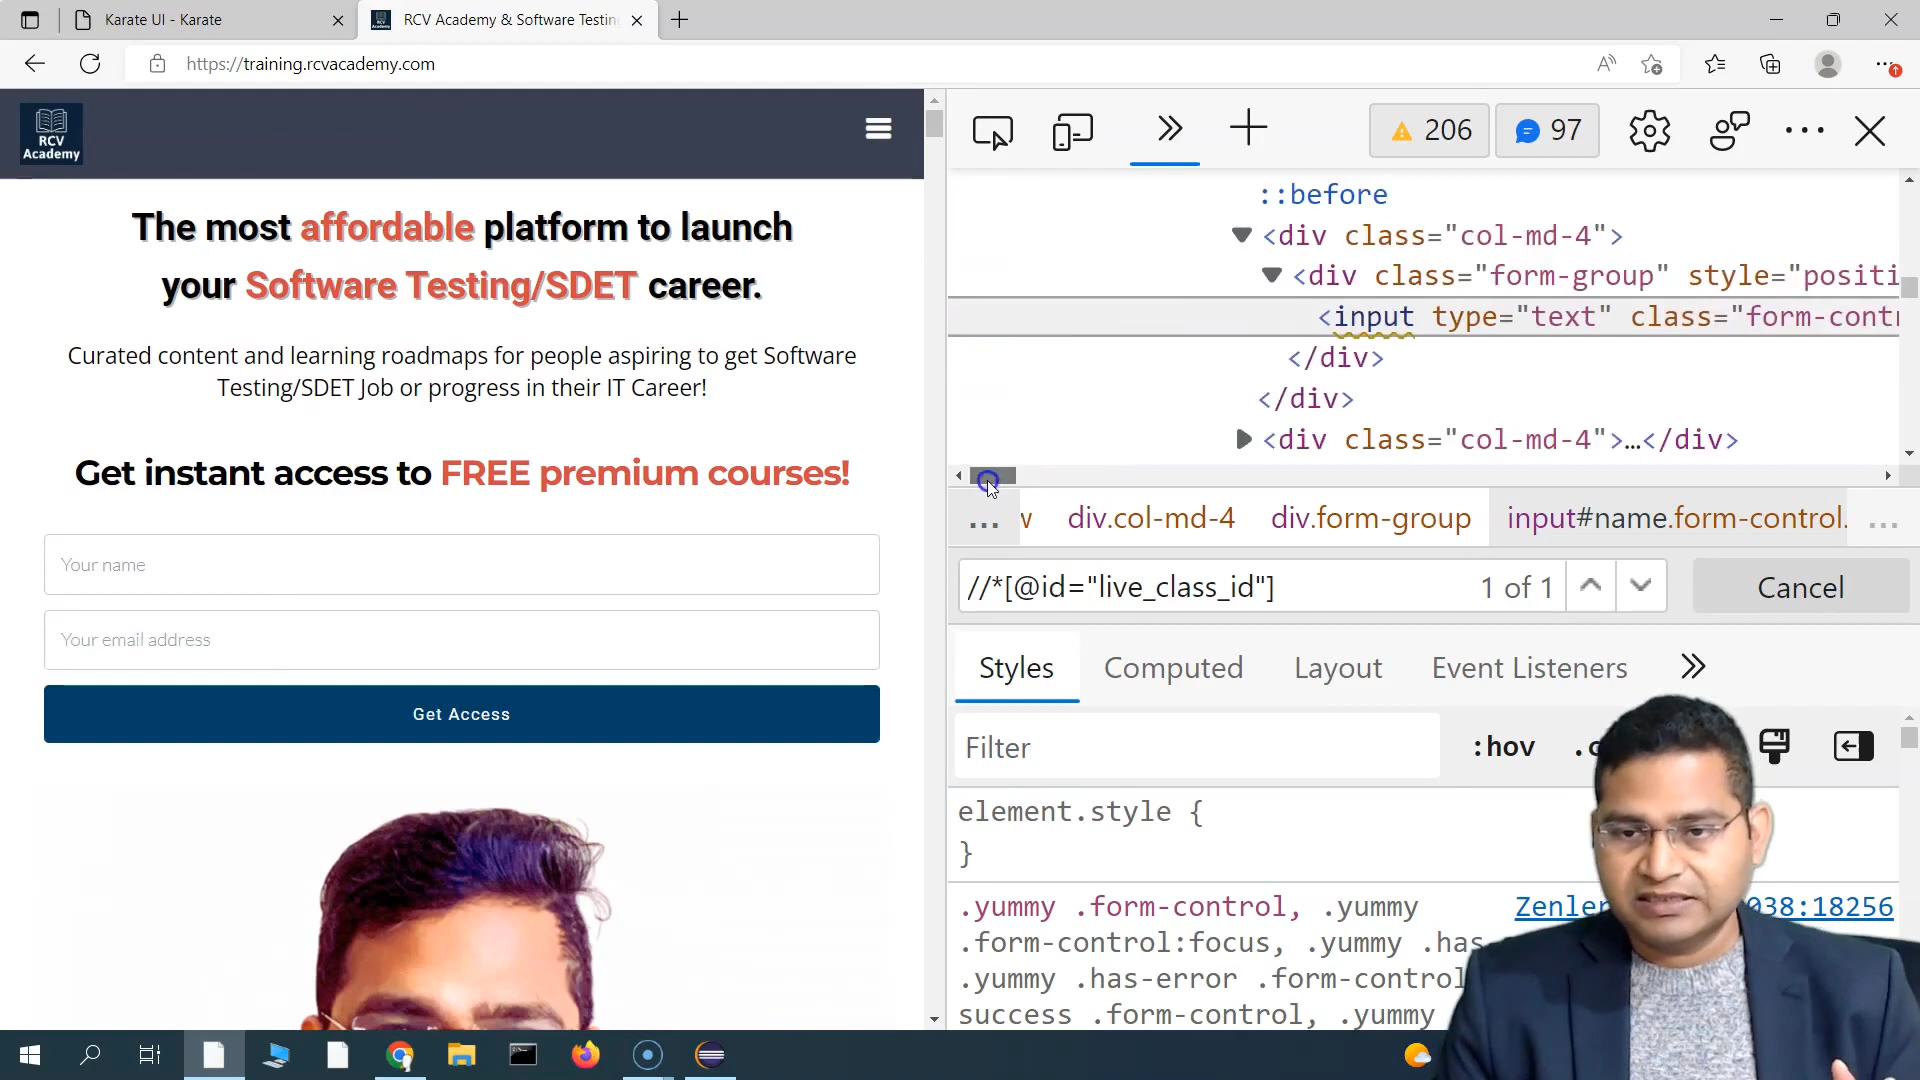 Karate UI - Karate
RCV Academy & Software Testin
https://training.rcvacademy.com
RCV
Academy
The most affordable platform to launch
your Software Testing/SDET career.
Curated content and learning roadmaps for people aspiring to get Software
Testing/SDET Job or progress in their IT Career!
Get instant access to FREE premium courses!
Your name
Your email address
Get Access
206
97
::before
<div class="col-md-4">
<div class="form-group" style="positi
<input type="text" class="form-contr
</div>
</div>
<div class="col-md-4">…</div>
... w div.col-md-4 div.form-group input#name.form-control. ...
//*[@id="live_class_id"] 1 of 1 Cancel
Styles Computed Layout Event Listeners
Filter :hov
element.style {
}
.yummy .form-control, .yummy 038:18256
.form-control:focus, .yummy .has-
.yummy .has-error .form-control
success .form-control, .yummy